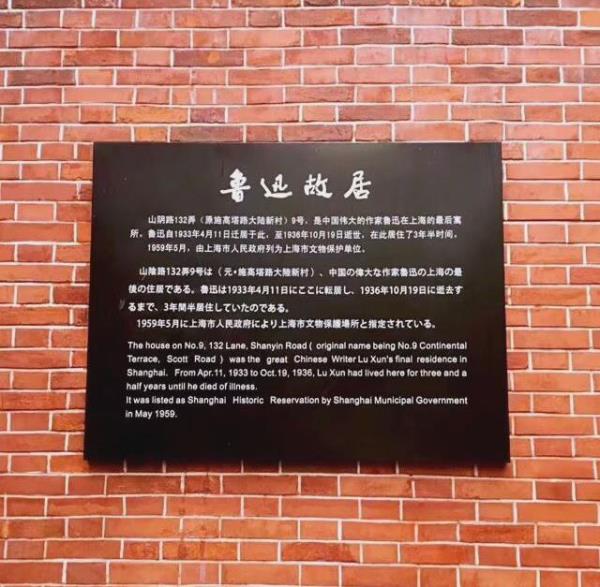 鲁迅故居
山阴路132弄（原施高塔路大陆新村）9号，是中国伟大的作家鲁迅在上海的最后寓
所。鲁迅自1933年4月11日迁居于此，至1936年10月19日逝世，在此居住了3年半时间。
1959年5月，由上海市人民政府列为上海市文物保护单位。
山陰路132弄9号は（元•施高塔路大陸新村）、中国の偉大な作家鲁迅の上海の最
後の住居である。鲁迅は1933年4月11日にここに転居し、1936年10月19日に逝去す
るまで、3年間半居住していたのである。
1959年5月に上海市人民政府により上海市文物保護場所と指定されている。
The house on No.9, 132 Lane, Shanyin Road ( original name being No.9 Continental
Terrace, Scott Road ) was the great Chinese Writer Lu Xun's final residence in
Shanghai. From Apr.11, 1933 to Oct.19, 1936, Lu Xun had lived here for three and a
half years until he died of illness.
It was listed as Shanghai Historic Reservation by Shanghai Municipal Government
in May 1959.